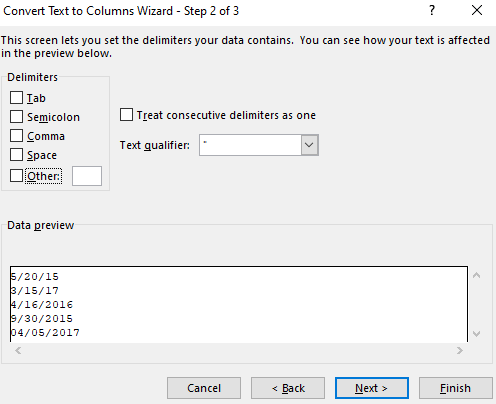 Convert Text to Columns Wizard - Step 2 of 3
This screen lets you set the delimiters your data contains. You can see how your text is affected
in the preview below.
Delimiters
Tab
Semicolon
Comma
Space
Other:
Treat consecutive delimiters as one
Text qualifier: "
Data preview
5/20/15
3/15/17
4/16/2016
9/30/2015
04/05/2017
Cancel < Back Next > Finish